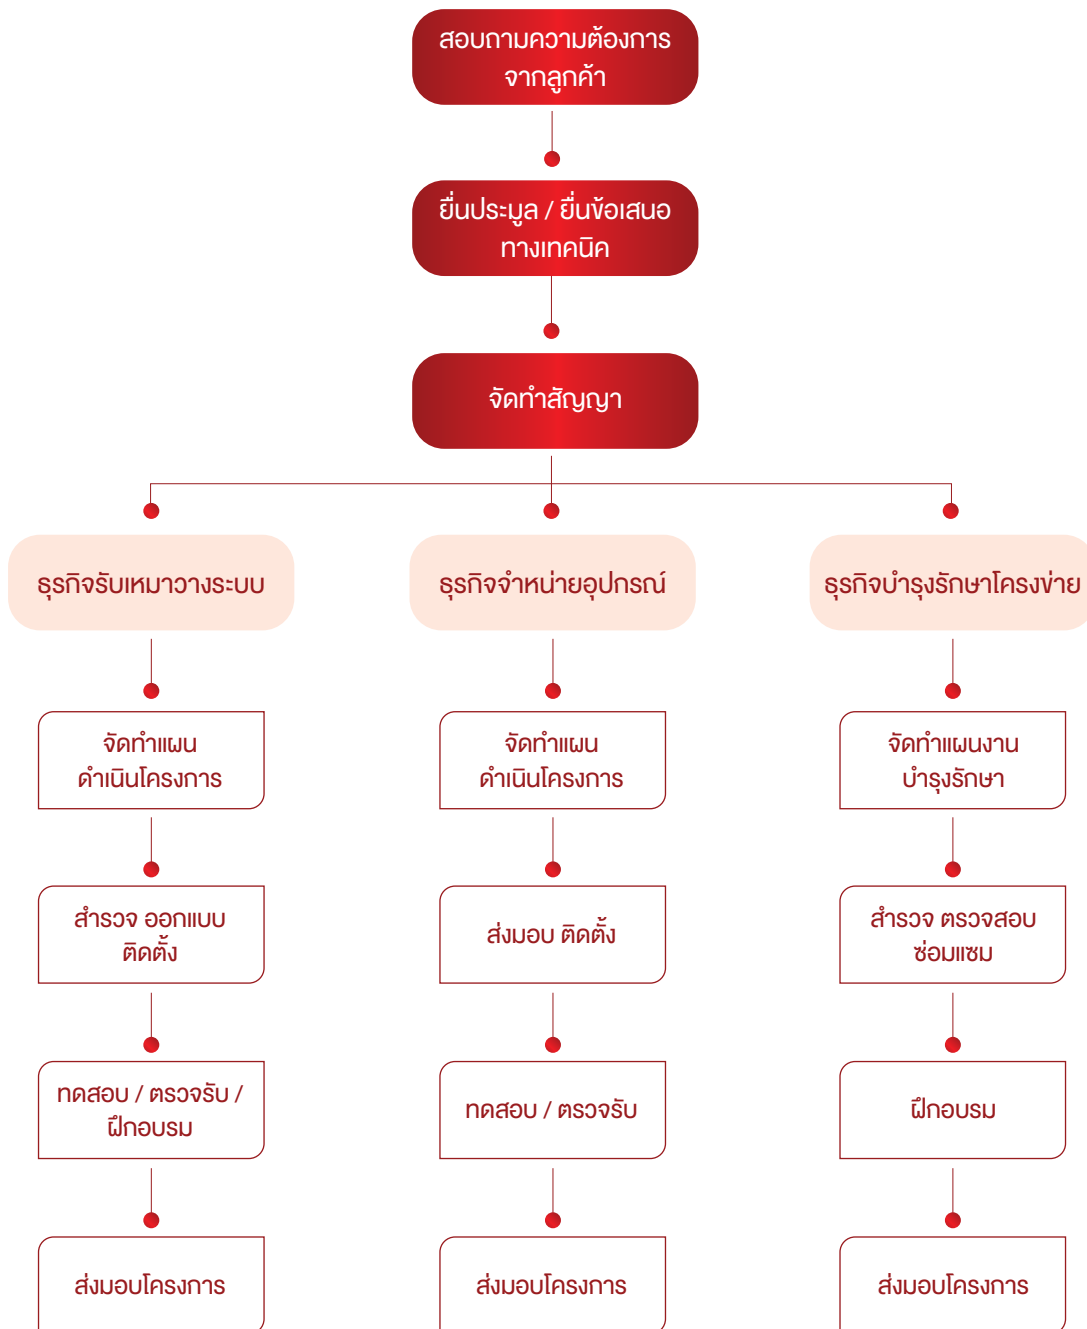 สอบถามความต้องการ
จากลูกค้า
ยื่นประมูล / ยื่นข้อเสนอ
ทางเทคนิค
จัดทำสัญญา
ธุรกิจรับเหมาวางระบบ
ธุรกิจจำหน่ายอุปกรณ์
ธุรกิจบำรุงรักษาโครงข่าย
จัดทำแผน
ดำเนินโครงการ
จัดทำแผน
ดำเนินโครงการ
จัดทำแผนงาน
บำรุงรักษา
สำรวจ ออกแบบ
ติดตั้ง
ส่งมอบ ติดตั้ง
สำรวจ ตรวจสอบ
ซ่อมแซม
ทดสอบ / ตรวจรับ /
ฝึกอบรม
ทดสอบ / ตรวจรับ
ฝึกอบรม
ส่งมอบโครงการ
ส่งมอบโครงการ
ส่งมอบโครงการ